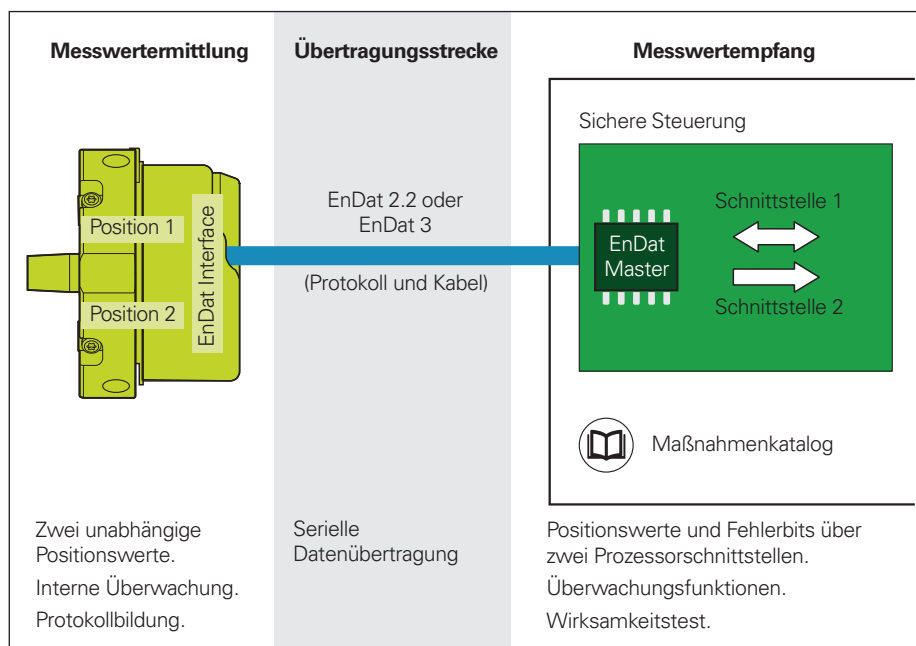 Messwertermittlung
Übertragungsstrecke
Messwertempfang
Position 1
Position 2
EnDat Interface
EnDat 2.2 oder
EnDat 3
(Protokoll und Kabel)
Sichere Steuerung
EnDat
Master
Schnittstelle 1
Schnittstelle 2
Maßnahmenkatalog
Zwei unabhängige
Positionswerte.
Interne Überwachung.
Protokollbildung.
Serielle
Datenübertragung
Positionswerte und Fehlerbits über
zwei Prozessorschnittstellen.
Überwachungsfunktionen.
Wirksamkeitstest.